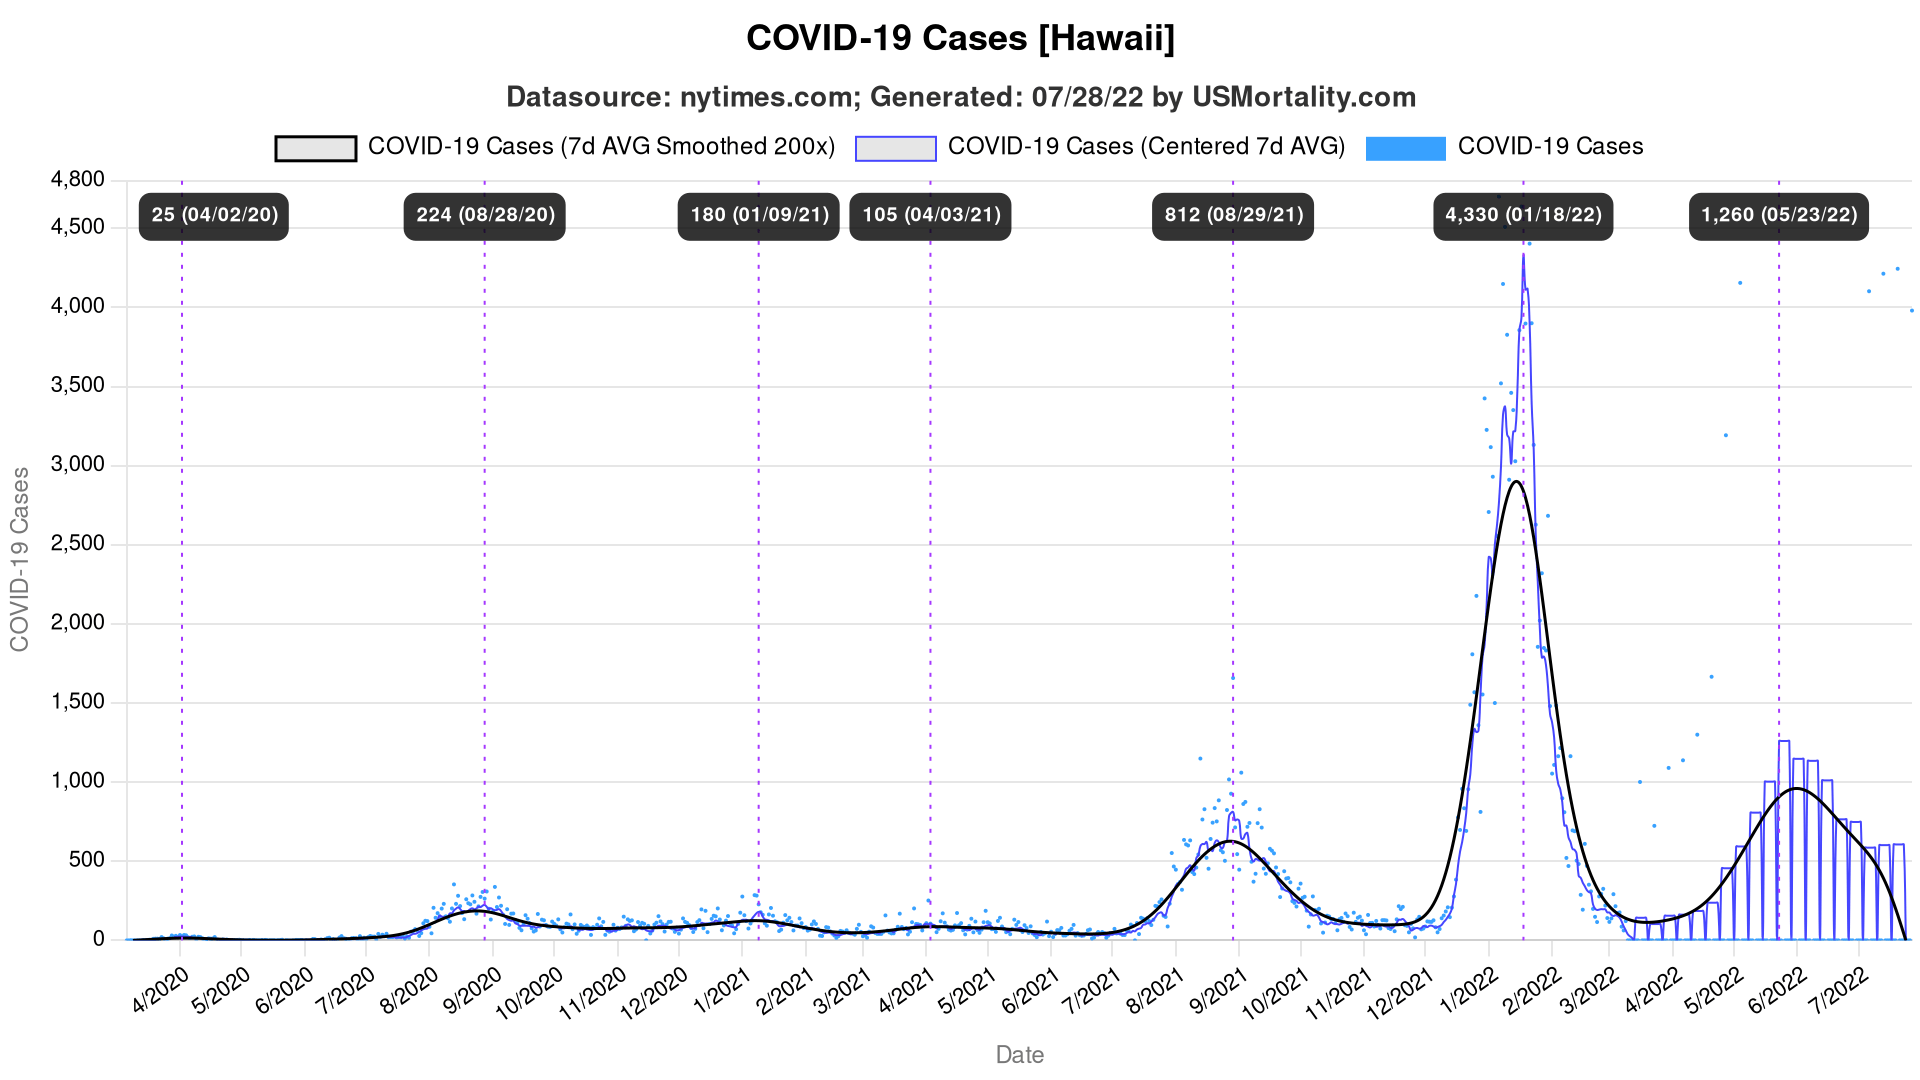 COVID-19 Cases [Hawaii]
Datasource: nytimes.com; Generated: 07/28/22 by USMortality.com
COVID-19 Cases (7d AVG Smoothed 200x) COVID-19 Cases (Centered 7d AVG) COVID-19 Cases
4,800
25 (04/02/20) 224 (08/28/20) 180 (01/09/21) 105 (04/03/21) 812 (08/29/21) 4,330 (01/18/22) 1,260 (05/23/22)
4,500
4,000
3,500
3,000
2,500
2,000
1,500
1,000
500
0
COVID-19 Cases
4/2020 5/2020 6/2020 7/2020 8/2020 9/2020 10/2020 11/2020 12/2020 1/2021 2/2021 3/2021 4/2021 5/2021 6/2021 7/2021 8/2021 9/2021 10/2021 11/2021 12/2021 1/2022 2/2022 3/2022 4/2022 5/2022 6/2022 7/2022
Date